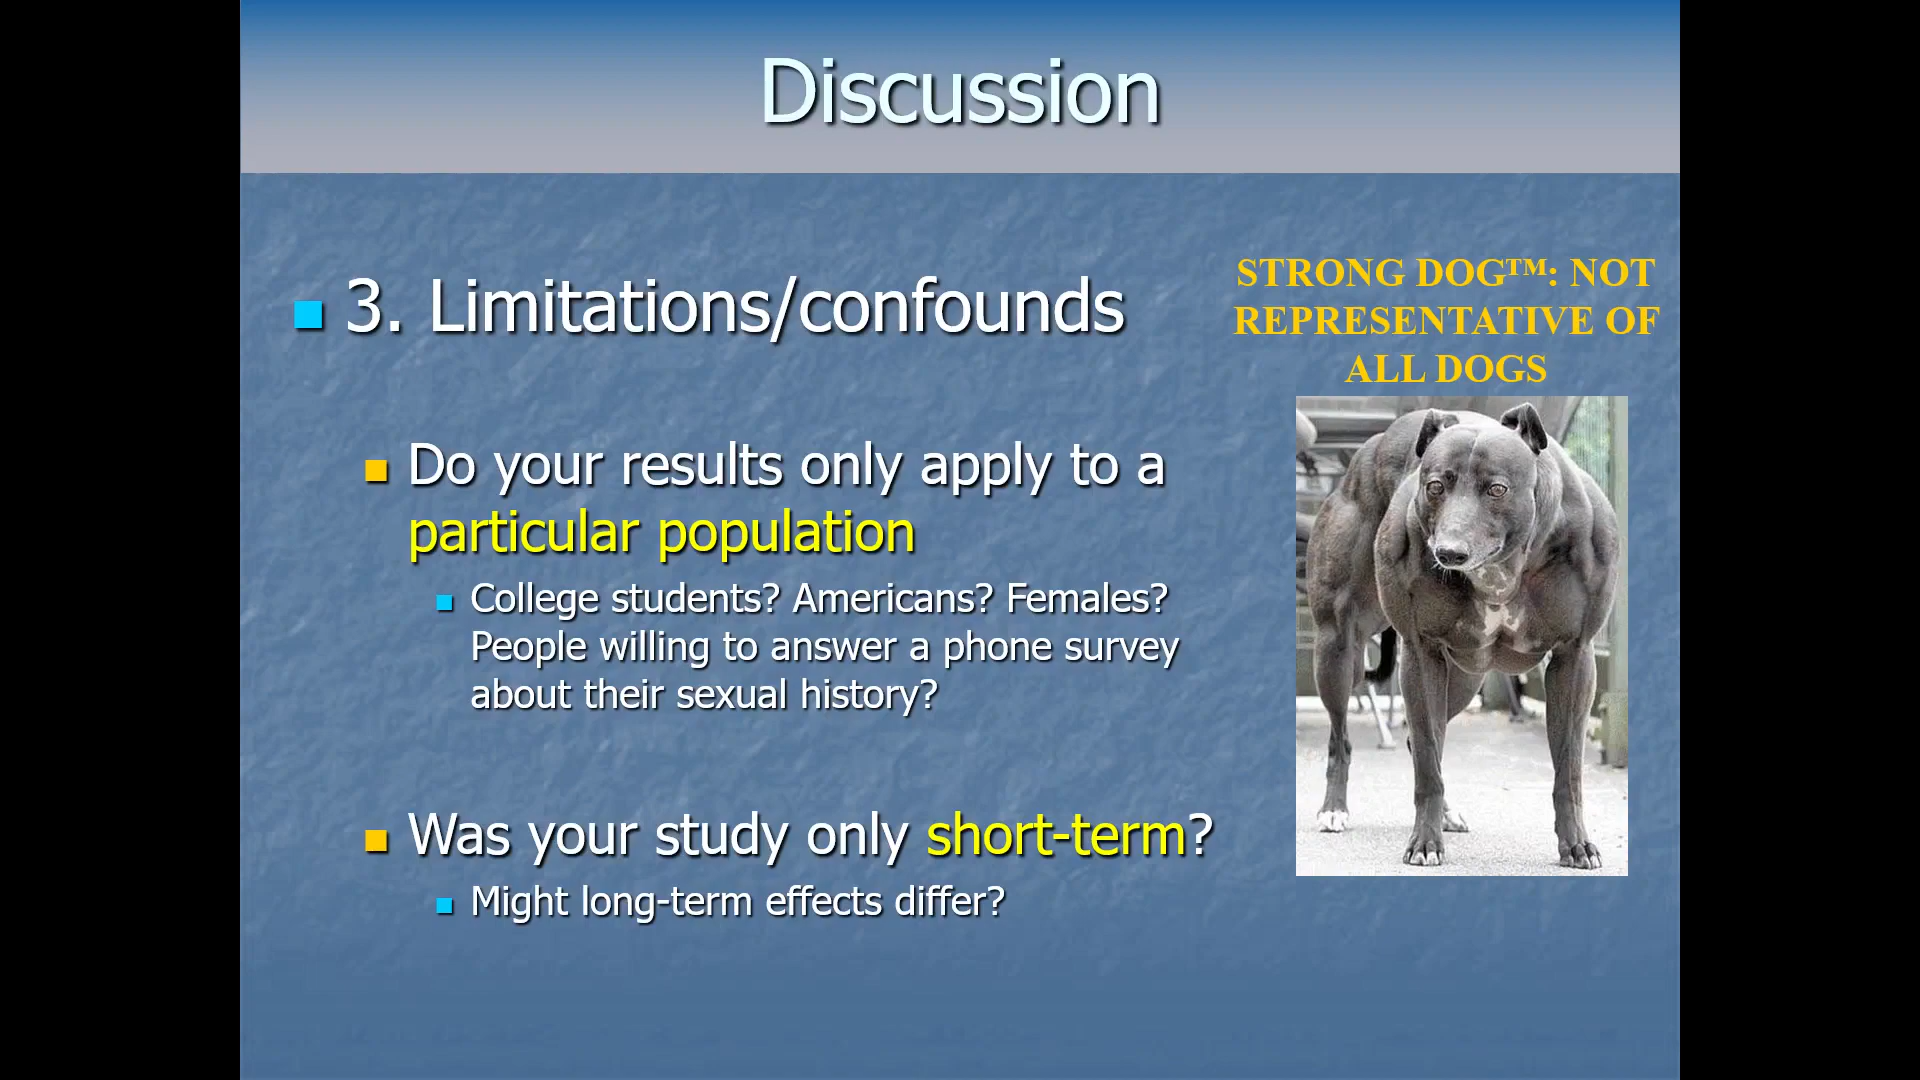 Discussion
3. Limitations/confounds
Do your results only apply to a
particular population
College students? Americans? Females?
People willing to answer a phone survey
about their sexual history?
Was your study only short-term?
Might long-term effects differ?
STRONG DOG™: NOT
REPRESENTATIVE OF
ALL DOGS